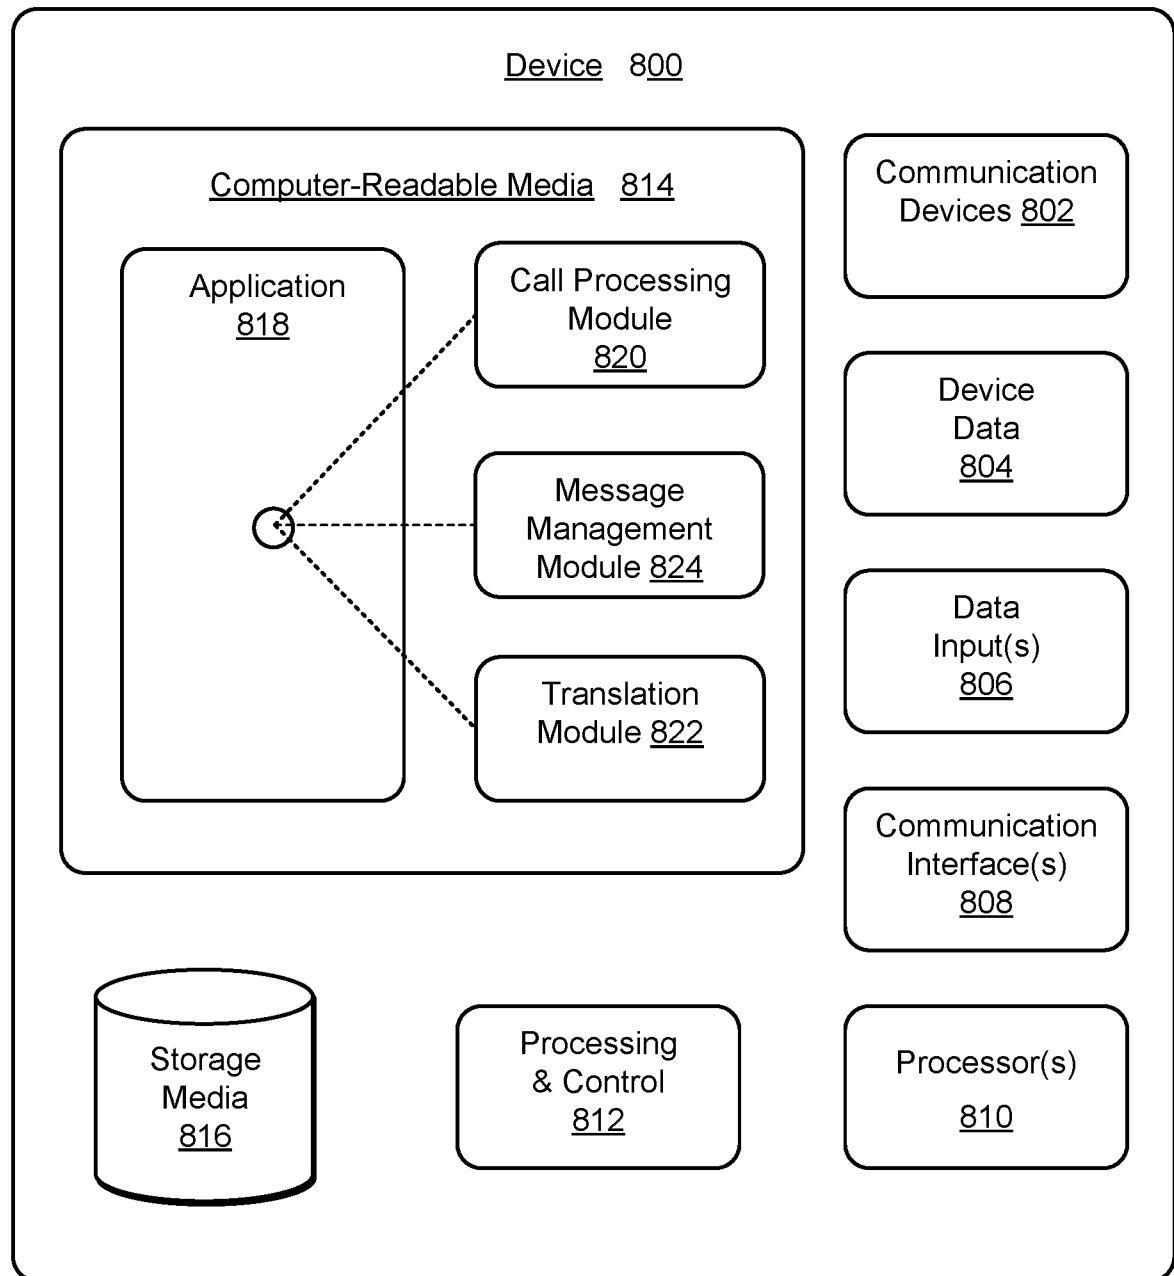 Device 800
Computer-Readable Media 814
Application
818
Call Processing
Module
820
Message
Management
Module 824
Translation
Module 822
Communication
Devices 802
Device
Data
804
Data
Input(s)
806
Communication
Interface(s)
808
Storage
Media
816
Processing
& Control
812
Processor(s)
810